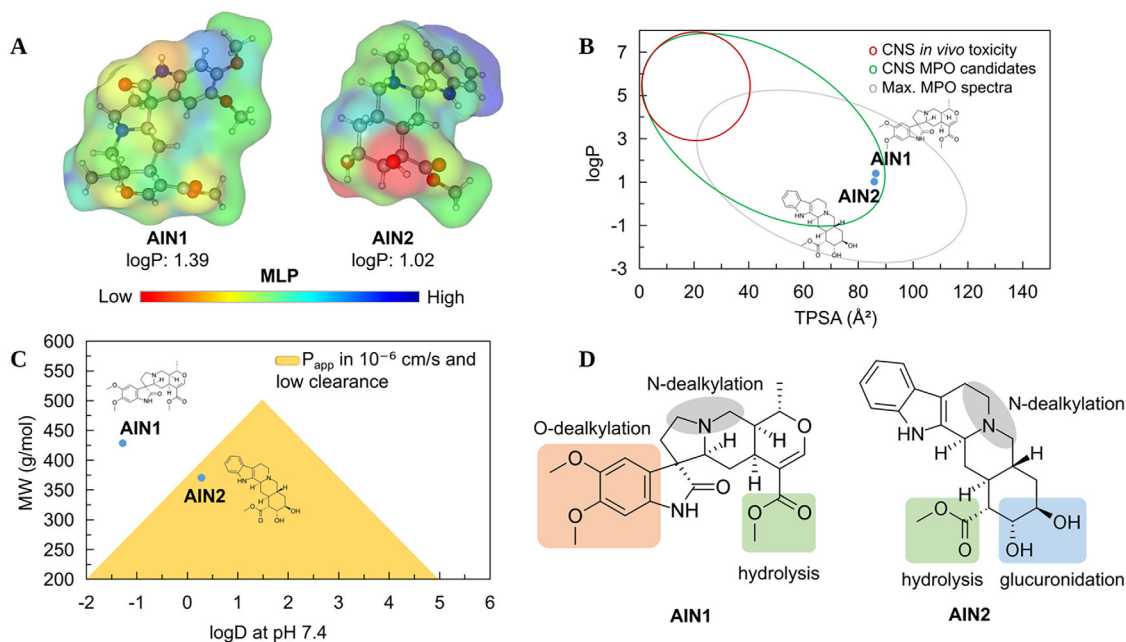 A
AIN1
logP: 1.39
AIN2
logP: 1.02
MLP
Low
High
B
CNS in vivo toxicity
CNS MPO candidates
Max. MPO spectra
7
5
3
1
-1
-3
logP
AIN1
AIN2
0 20 40 60 80 100 120 140
TPSA (Å²)
C
600
550
500
450
400
350
300
250
200
MW (g/mol)
Papp in 10⁻⁶ cm/s and
low clearance
AIN1
AIN2
-2 -1 0 1 2 3 4 5 6
logD at pH 7.4
D
N-dealkylation
O-dealkylation
H
H
O
O
O
O
NH
O
O
hydrolysis
AIN1
N
N-dealkylation
NH
H
H
H
O
O
OH
OH
hydrolysis
glucuronidation
AIN2